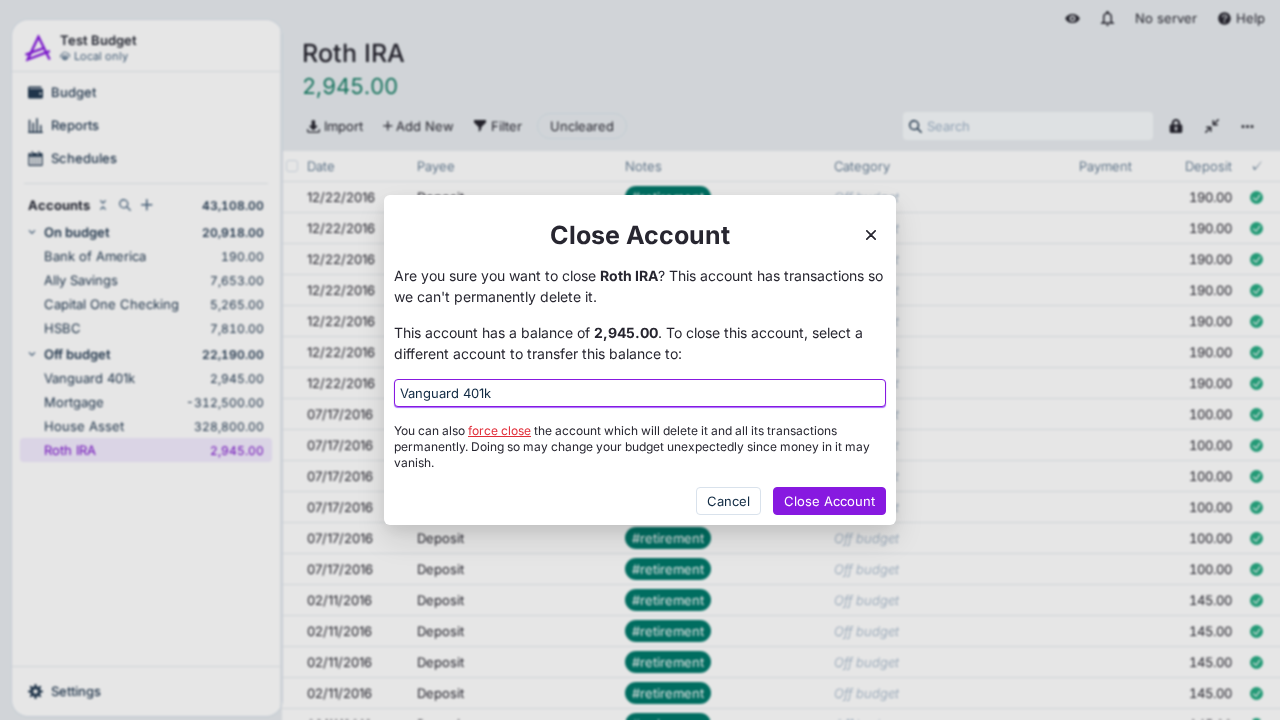 No server
Help
Test Budget
Local only
Budget
Reports
Schedules
Accounts 43,108.00
On budget 20,918.00
Bank of America 190.00
Ally Savings 7,653.00
Capital One Checking 5,265.00
HSBC 7,810.00
Off budget 22,190.00
Vanguard 401k 2,945.00
Mortgage -312,500.00
House Asset 328,800.00
Roth IRA 2,945.00
Settings
Roth IRA
2,945.00
Import Add New Filter Uncleared Search
Date Payee Notes Category Payment Deposit
12/22/2016 190.00
12/22/2016 190.00
12/22/2016 190.00
12/22/2016 190.00
12/22/2016 190.00
12/22/2016 190.00
12/22/2016 190.00
07/17/2016 100.00
07/17/2016 100.00
07/17/2016 100.00
07/17/2016 100.00
07/17/2016 Deposit #retirement Off budget 100.00
07/17/2016 Deposit #retirement Off budget 100.00
02/11/2016 Deposit #retirement Off budget 145.00
02/11/2016 Deposit #retirement Off budget 145.00
02/11/2016 Deposit #retirement Off budget 145.00
02/11/2016 Deposit #retirement Off budget 145.00
Close Account
Are you sure you want to close Roth IRA? This account has transactions so
we can't permanently delete it.
This account has a balance of 2,945.00. To close this account, select a
different account to transfer this balance to:
Vanguard 401k
You can also force close the account which will delete it and all its transactions
permanently. Doing so may change your budget unexpectedly since money in it may
vanish.
Cancel
Close Account